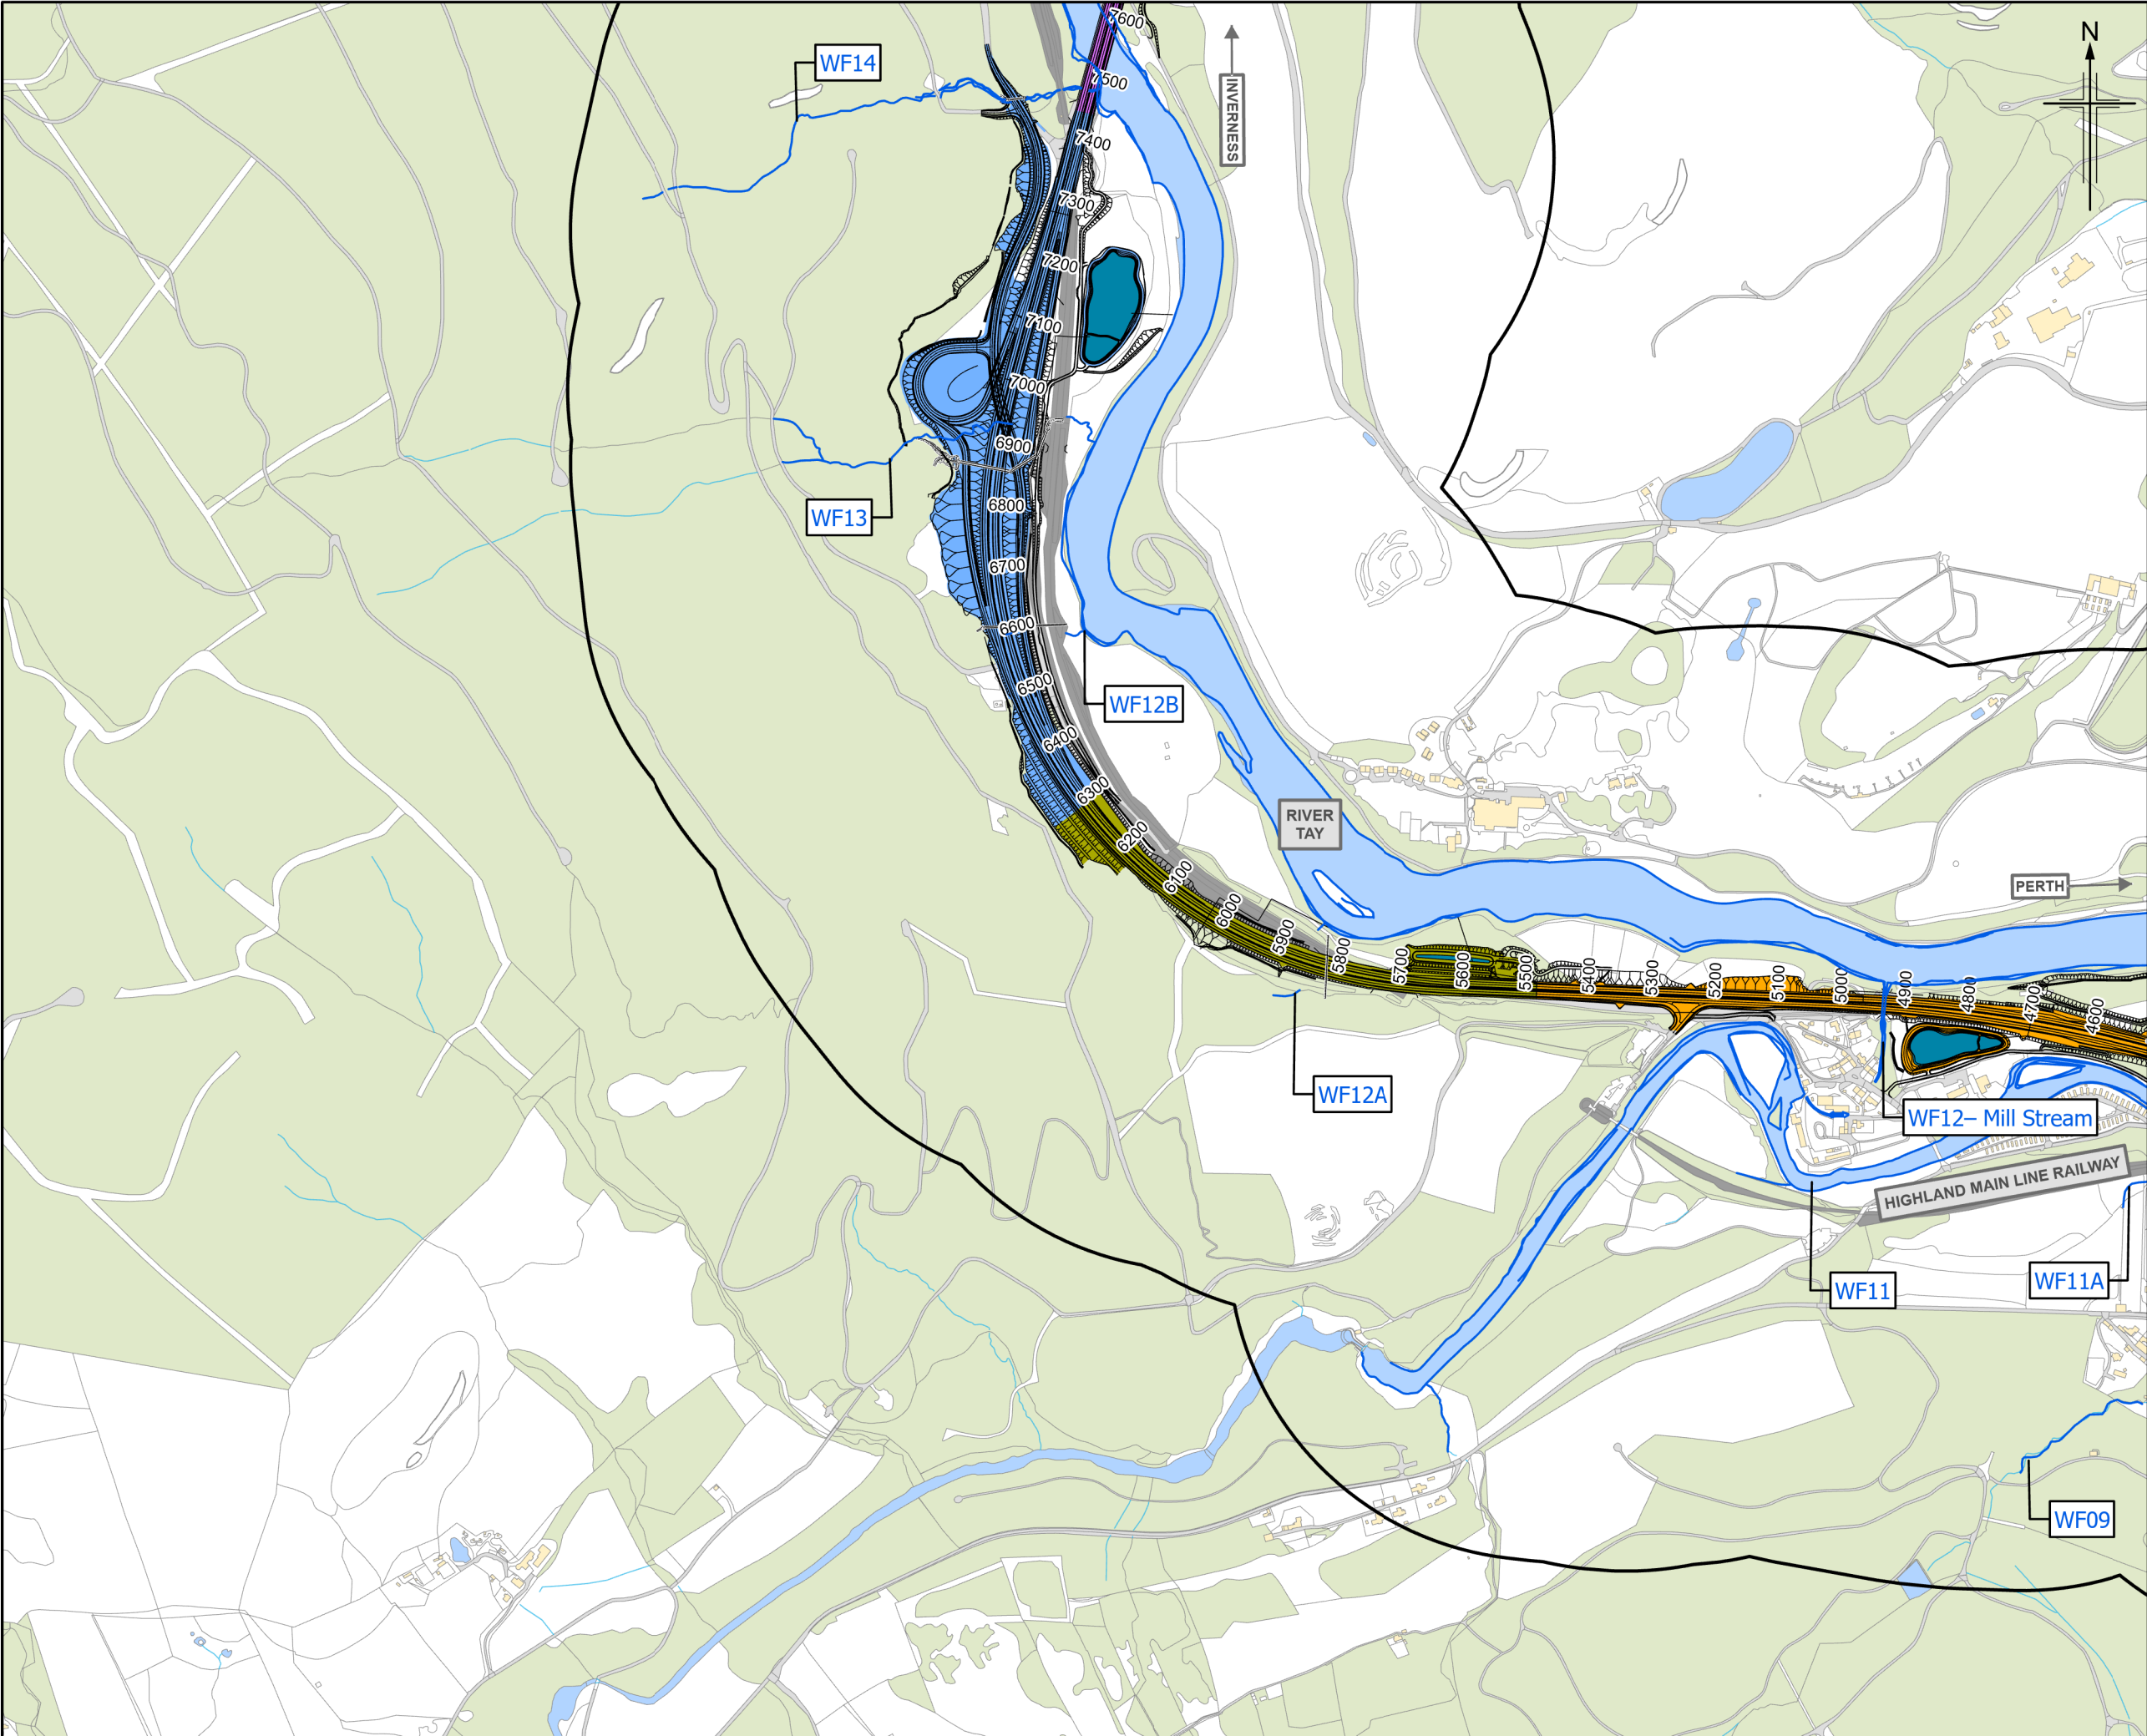 7600
N
WF14
7500
INVERNESS
7400
7300
7200
7100
7000
6900
6800
WF13
6700
6600
6500
WF12B
6400
6300
RIVER
TAY
6200
6100
PERTH
6000
5900
5800
5700
5600
5500
5400
5300
5200
5100
5000
4900
4800
4700
4600
WF12A
WF12– Mill Stream
HIGHLAND MAIN LINE RAILWAY
WF11
WF11A
WF09